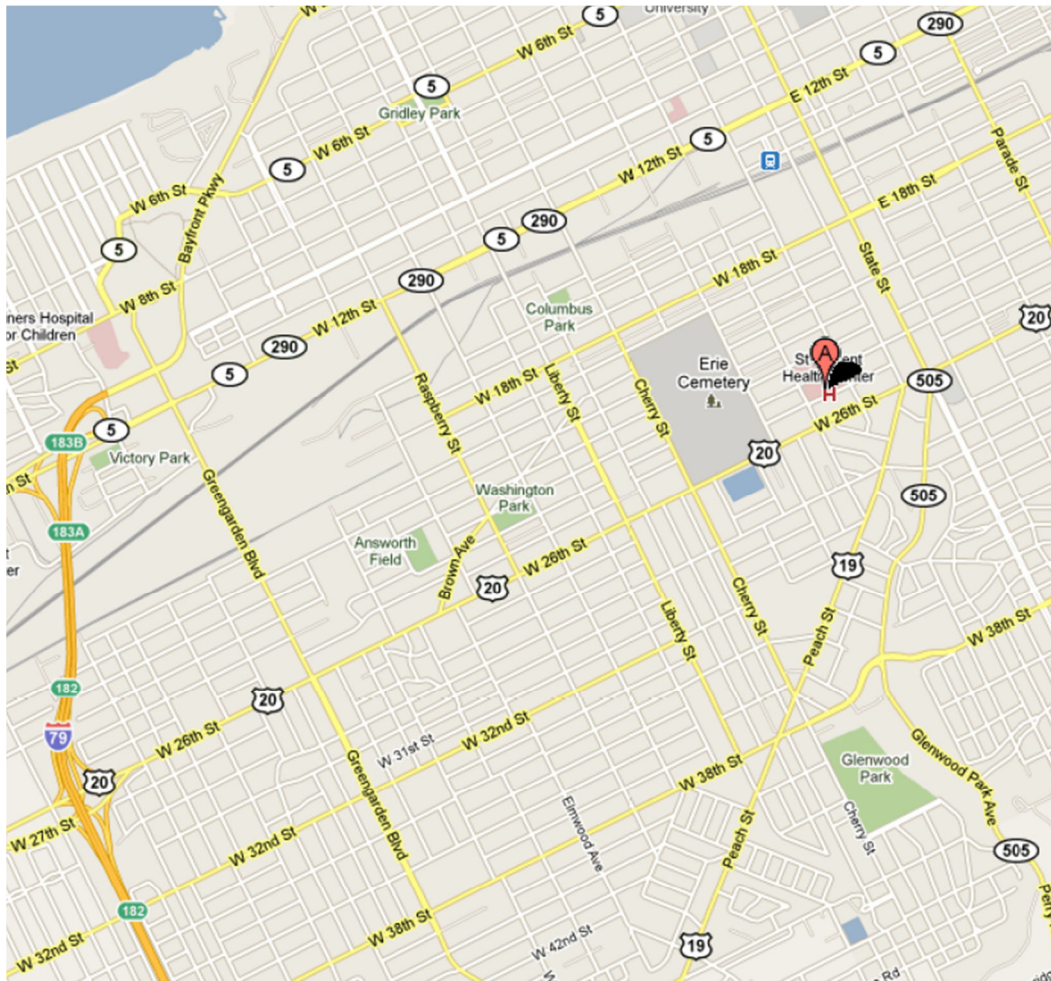 5
University
290
W 6th St
5
5
E 12th St
Gridley Park
W 6th St
5
W 12th St
Parade St
5
W 6th St
E 18th St
Bayfront Pkwy
290
5
5
State St
W 18th St
290
W 8th St
Columbus
Park
20
W 12th St
ners Hospital
or Children
290
St
A
Health Center
H
Erie
Cemetery
5
505
Raspberry St
W 18th St
Liberty St
Cherry St
W 26th St
5
183B
Victory Park
20
Greengarden Blvd
Washington
Park
505
183A
Answorth
Field
W 26th St
19
Brown Ave
20
Cherry St
Liberty St
Peach St
W 38th St
182
20
79
W 26th St
W 31st St
W 32nd St
Glenwood
Park
Glenwood Park Ave
20
W 38th St
W 27th St
Greengarden Blvd
Elmwood Ave
Peach St
Cherry St
W 32nd St
505
182
Perry
W 38th St
W 42nd St
19
W 32nd St
Rd